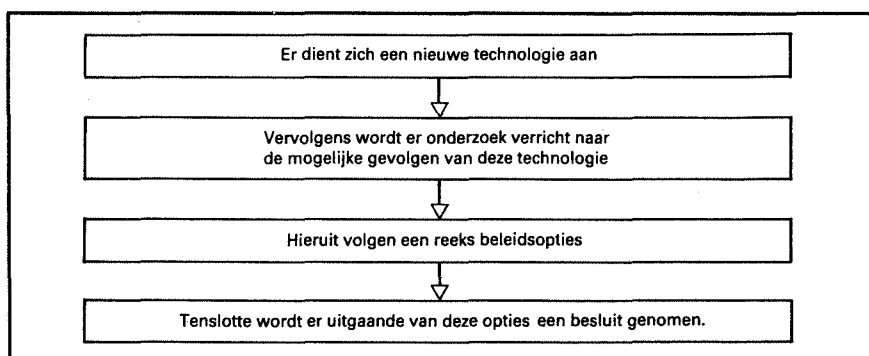 Er dient zich een nieuwe technologie aan
Vervolgens wordt er onderzoek verricht naar
de mogelijke gevolgen van deze technologie
Hieruit volgen een reeks beleidsopties
Tenslotte wordt er uitgaande van deze opties een besluit genomen.